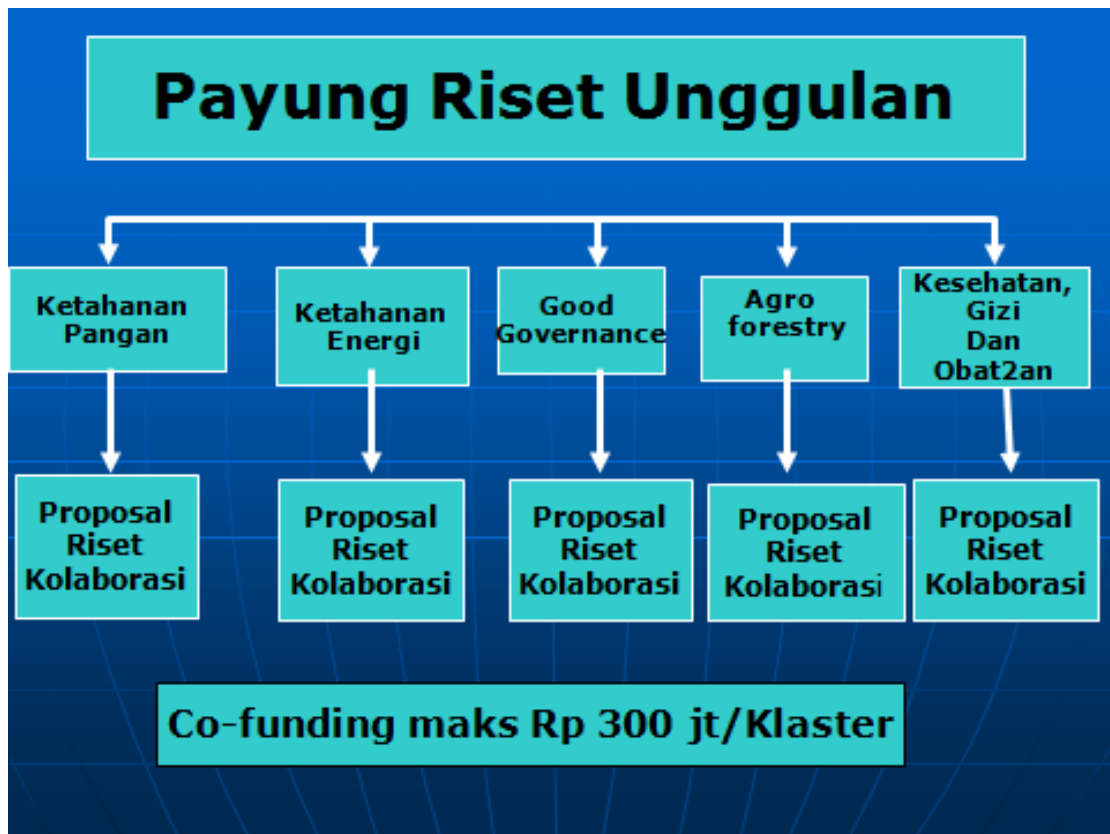 Payung Riset Unggulan
Ketahanan
Pangan
Ketahanan
Energi
Good
Governance
Agro
forestry
Kesehatan,
Gizi
Dan
Obat2an
Proposal
Riset
Kolaborasi
Proposal
Riset
Kolaborasi
Proposal
Riset
Kolaborasi
Proposal
Riset
Kolaborasi
Proposal
Riset
Kolaborasi
Co-funding maks Rp 300 jt/Klaster